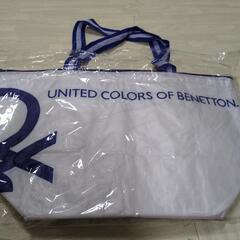 UNITED COLORS OF BENETTON.